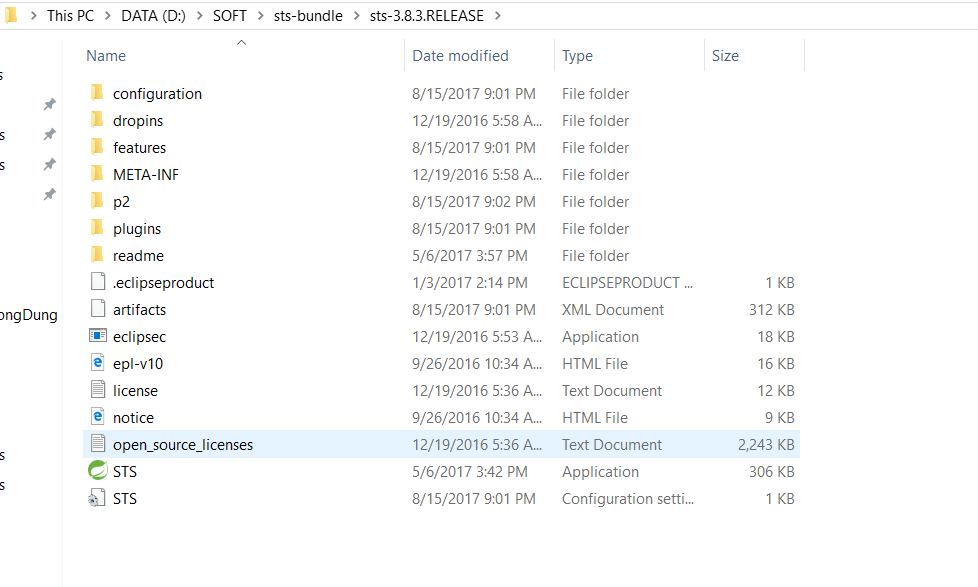 This PC > DATA (D:) > SOFT > sts-bundle > sts-3.8.3.RELEASE >
Name Date modified Type Size
configuration 8/15/2017 9:01 PM File folder
s
dropins 12/19/2016 5:58 A... File folder
s
features 8/15/2017 9:01 PM File folder
s
META-INF 12/19/2016 5:58 A... File folder
p2 8/15/2017 9:02 PM File folder
plugins 8/15/2017 9:01 PM File folder
readme 5/6/2017 3:57 PM File folder
.eclipseproduct 1/3/2017 2:14 PM ECLIPSEPRODUCT ... 1 KB
artifacts 8/15/2017 9:01 PM XML Document 312 KB
ongDung
eclipsec 12/19/2016 5:53 A... Application 18 KB
epl-v10 9/26/2016 10:34 A... HTML File 16 KB
license 12/19/2016 5:36 A... Text Document 12 KB
notice 9/26/2016 10:34 A... HTML File 9 KB
open_source_licenses 12/19/2016 5:36 A... Text Document 2,243 KB
s
STS 5/6/2017 3:42 PM Application 306 KB
s
STS 8/15/2017 9:01 PM Configuration setti... 1 KB